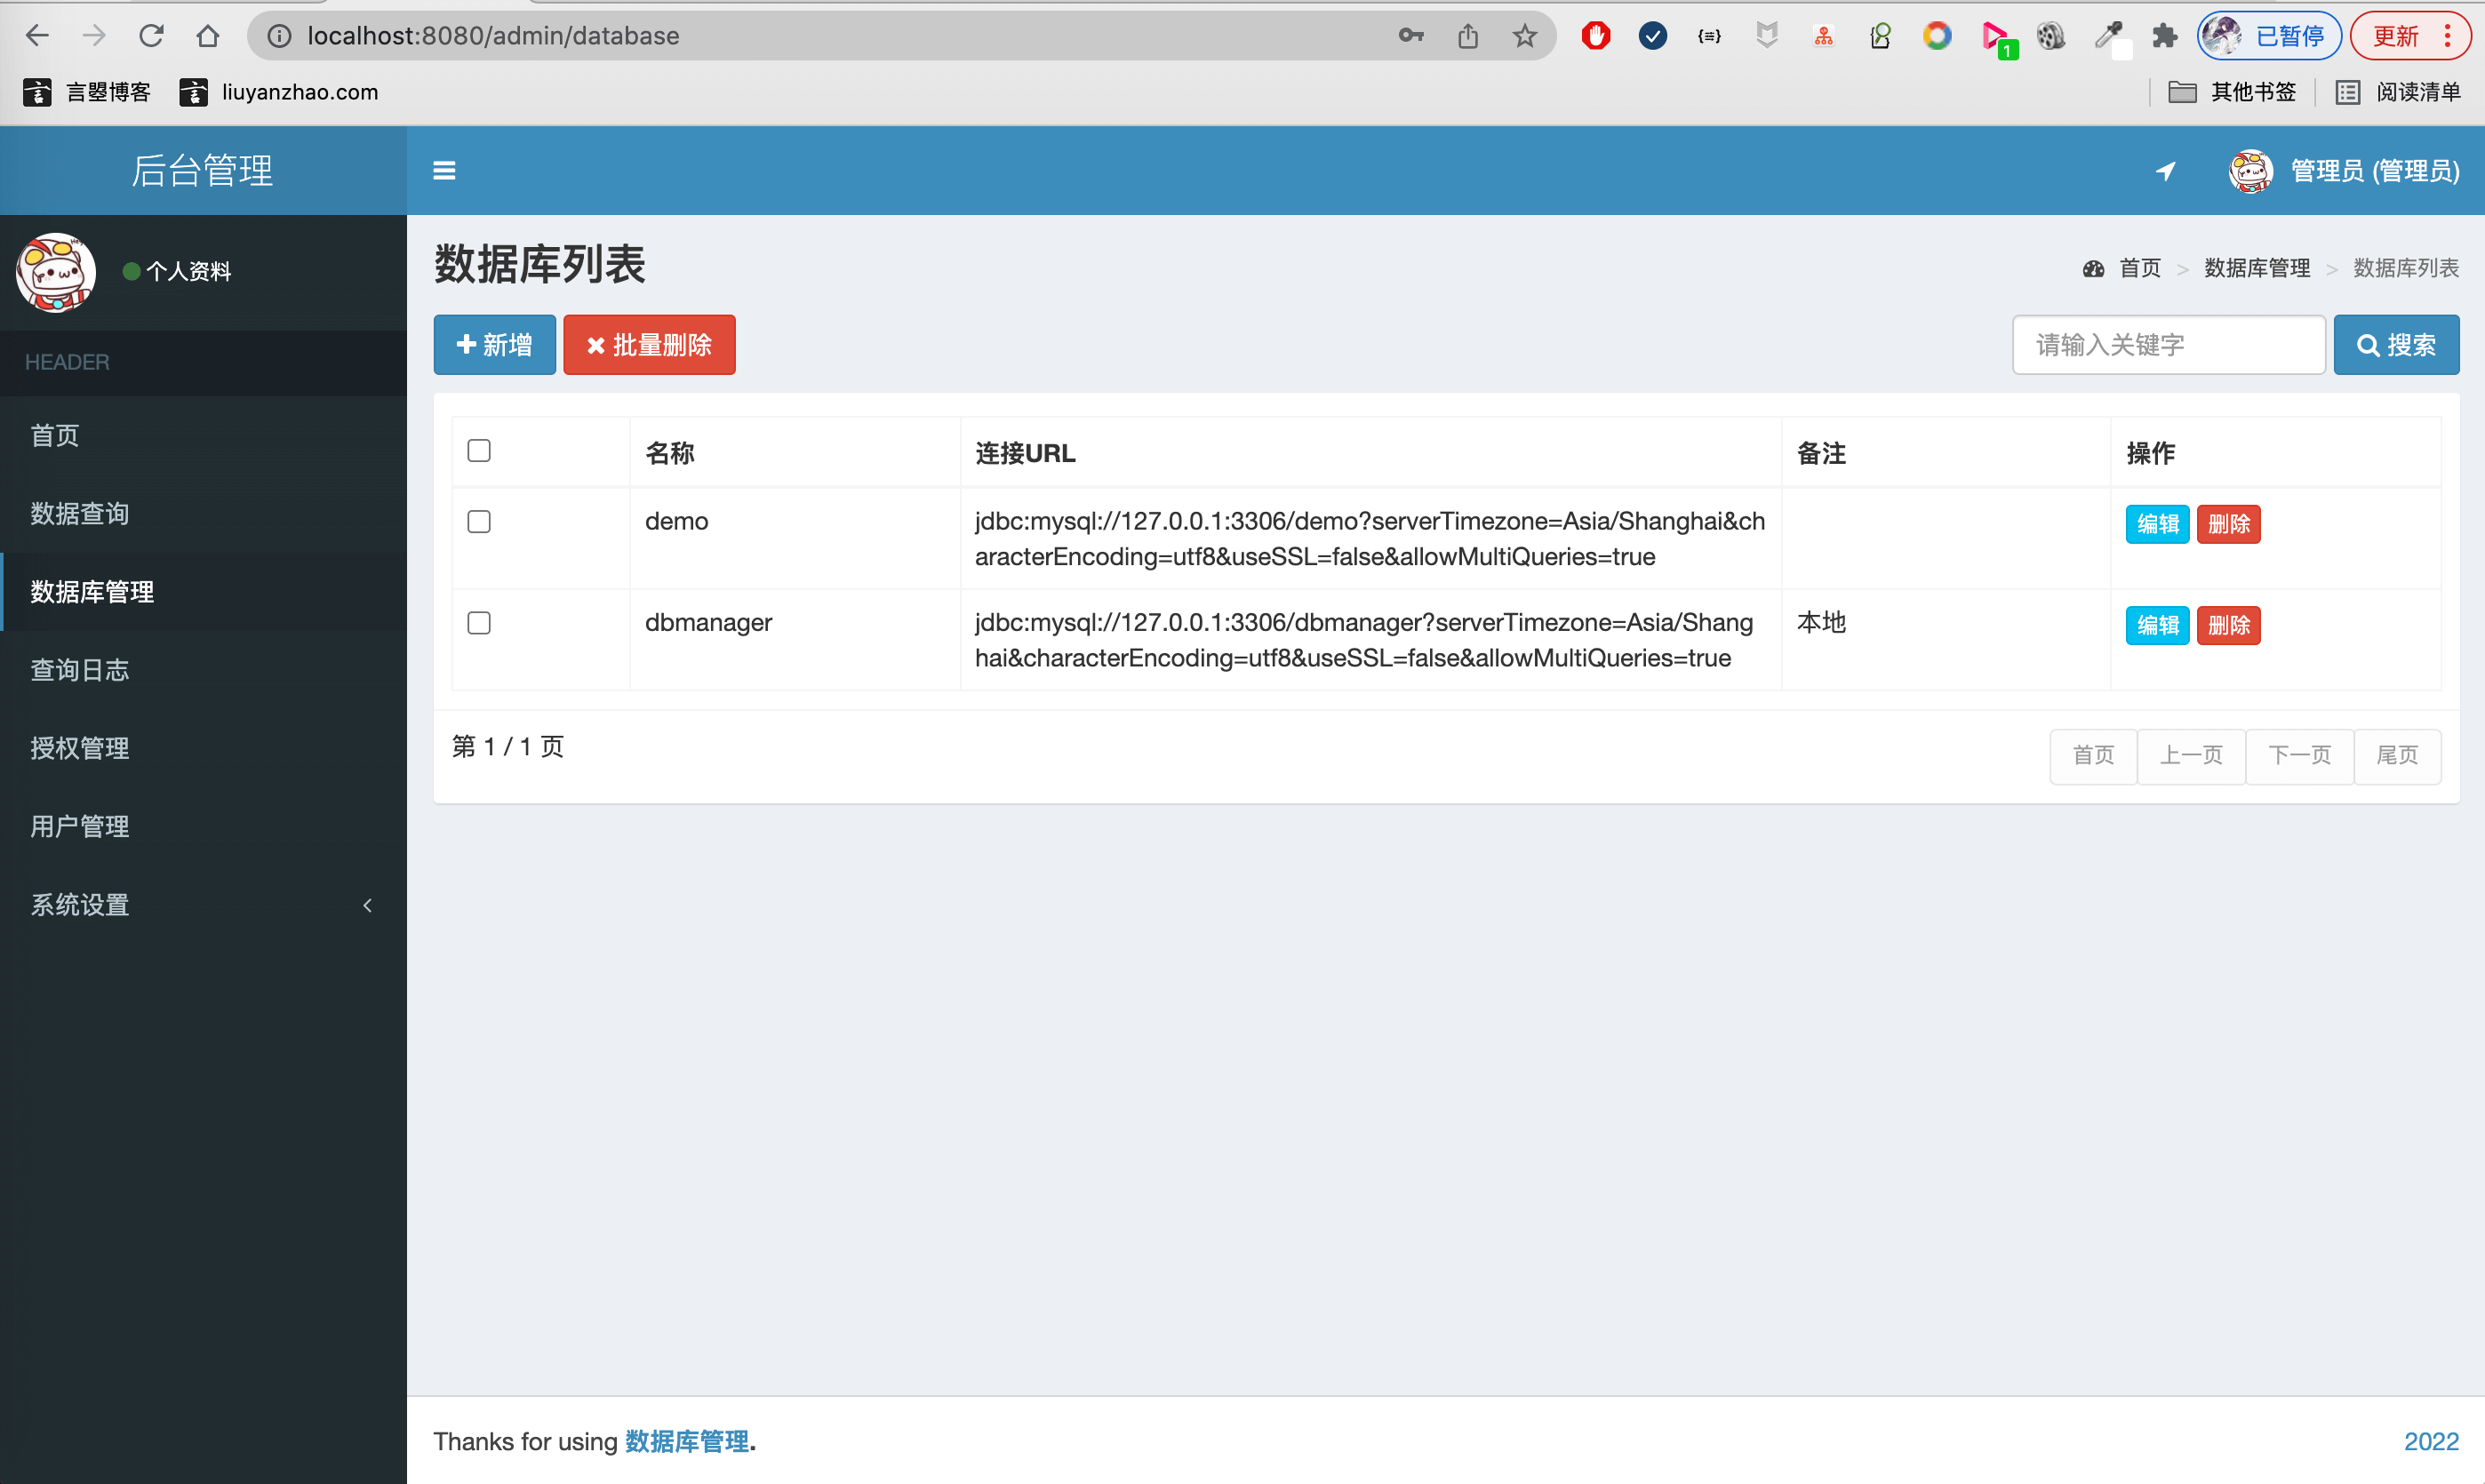 localhost:8080/admin/database
1
已暂停
更新
言曌博客
liuyanzhao.com
其他书签
阅读清单
后台管理
管理员 (管理员)
个人资料
数据库列表
首页 > 数据库管理 > 数据库列表
HEADER
新增
批量删除
请输入关键字
搜索
首页
数据查询
数据库管理
查询日志
授权管理
用户管理
系统设置
名称 连接URL 备注 操作
demo jdbc:mysql://127.0.0.1:3306/demo?serverTimezone=Asia/Shanghai&ch
aracterEncoding=utf8&useSSL=false&allowMultiQueries=true 编辑 删除
dbmanager jdbc:mysql://127.0.0.1:3306/dbmanager?serverTimezone=Asia/Shang
hai&characterEncoding=utf8&useSSL=false&allowMultiQueries=true 本地 编辑 删除
第 1 / 1 页
首页 上一页 下一页 尾页
Thanks for using 数据库管理.
2022